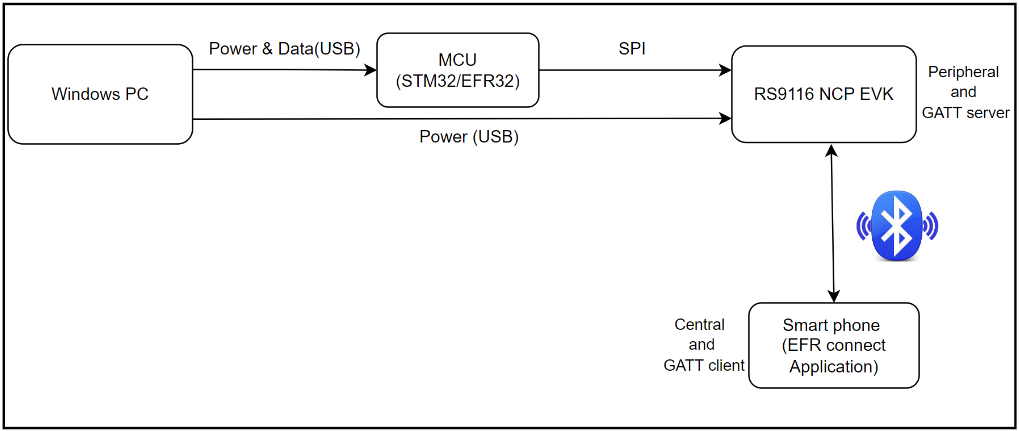 Power & Data(USB)
MCU
(STM32/EFR32)
SPI
Windows PC
RS9116 NCP EVK
Peripheral
and
GATT server
Power (USB)
Central
and
GATT client
Smart phone
(EFR connect
Application)